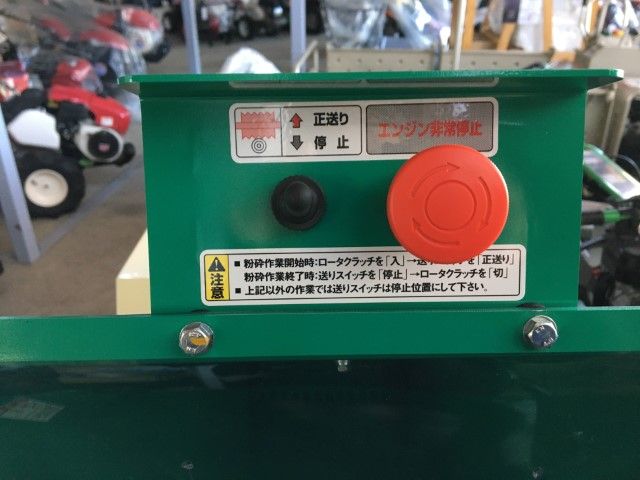 正送り
停止
エンジン非常停止
注意
■ 粉砕作業開始時:ロータクラッチを「入」→送り を「正送り」
粉砕作業終了時:送りスイッチを「停止」→ロータクラッチを「切」
■ 上記以外の作業では送りスイッチは停止位置にして下さい。